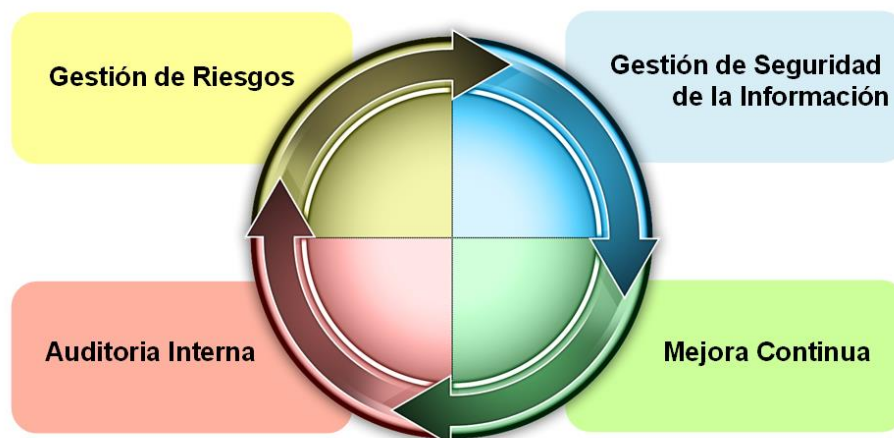 Gestión de Riesgos
Gestión de Seguridad
de la Información
Auditoria Interna
Mejora Continua